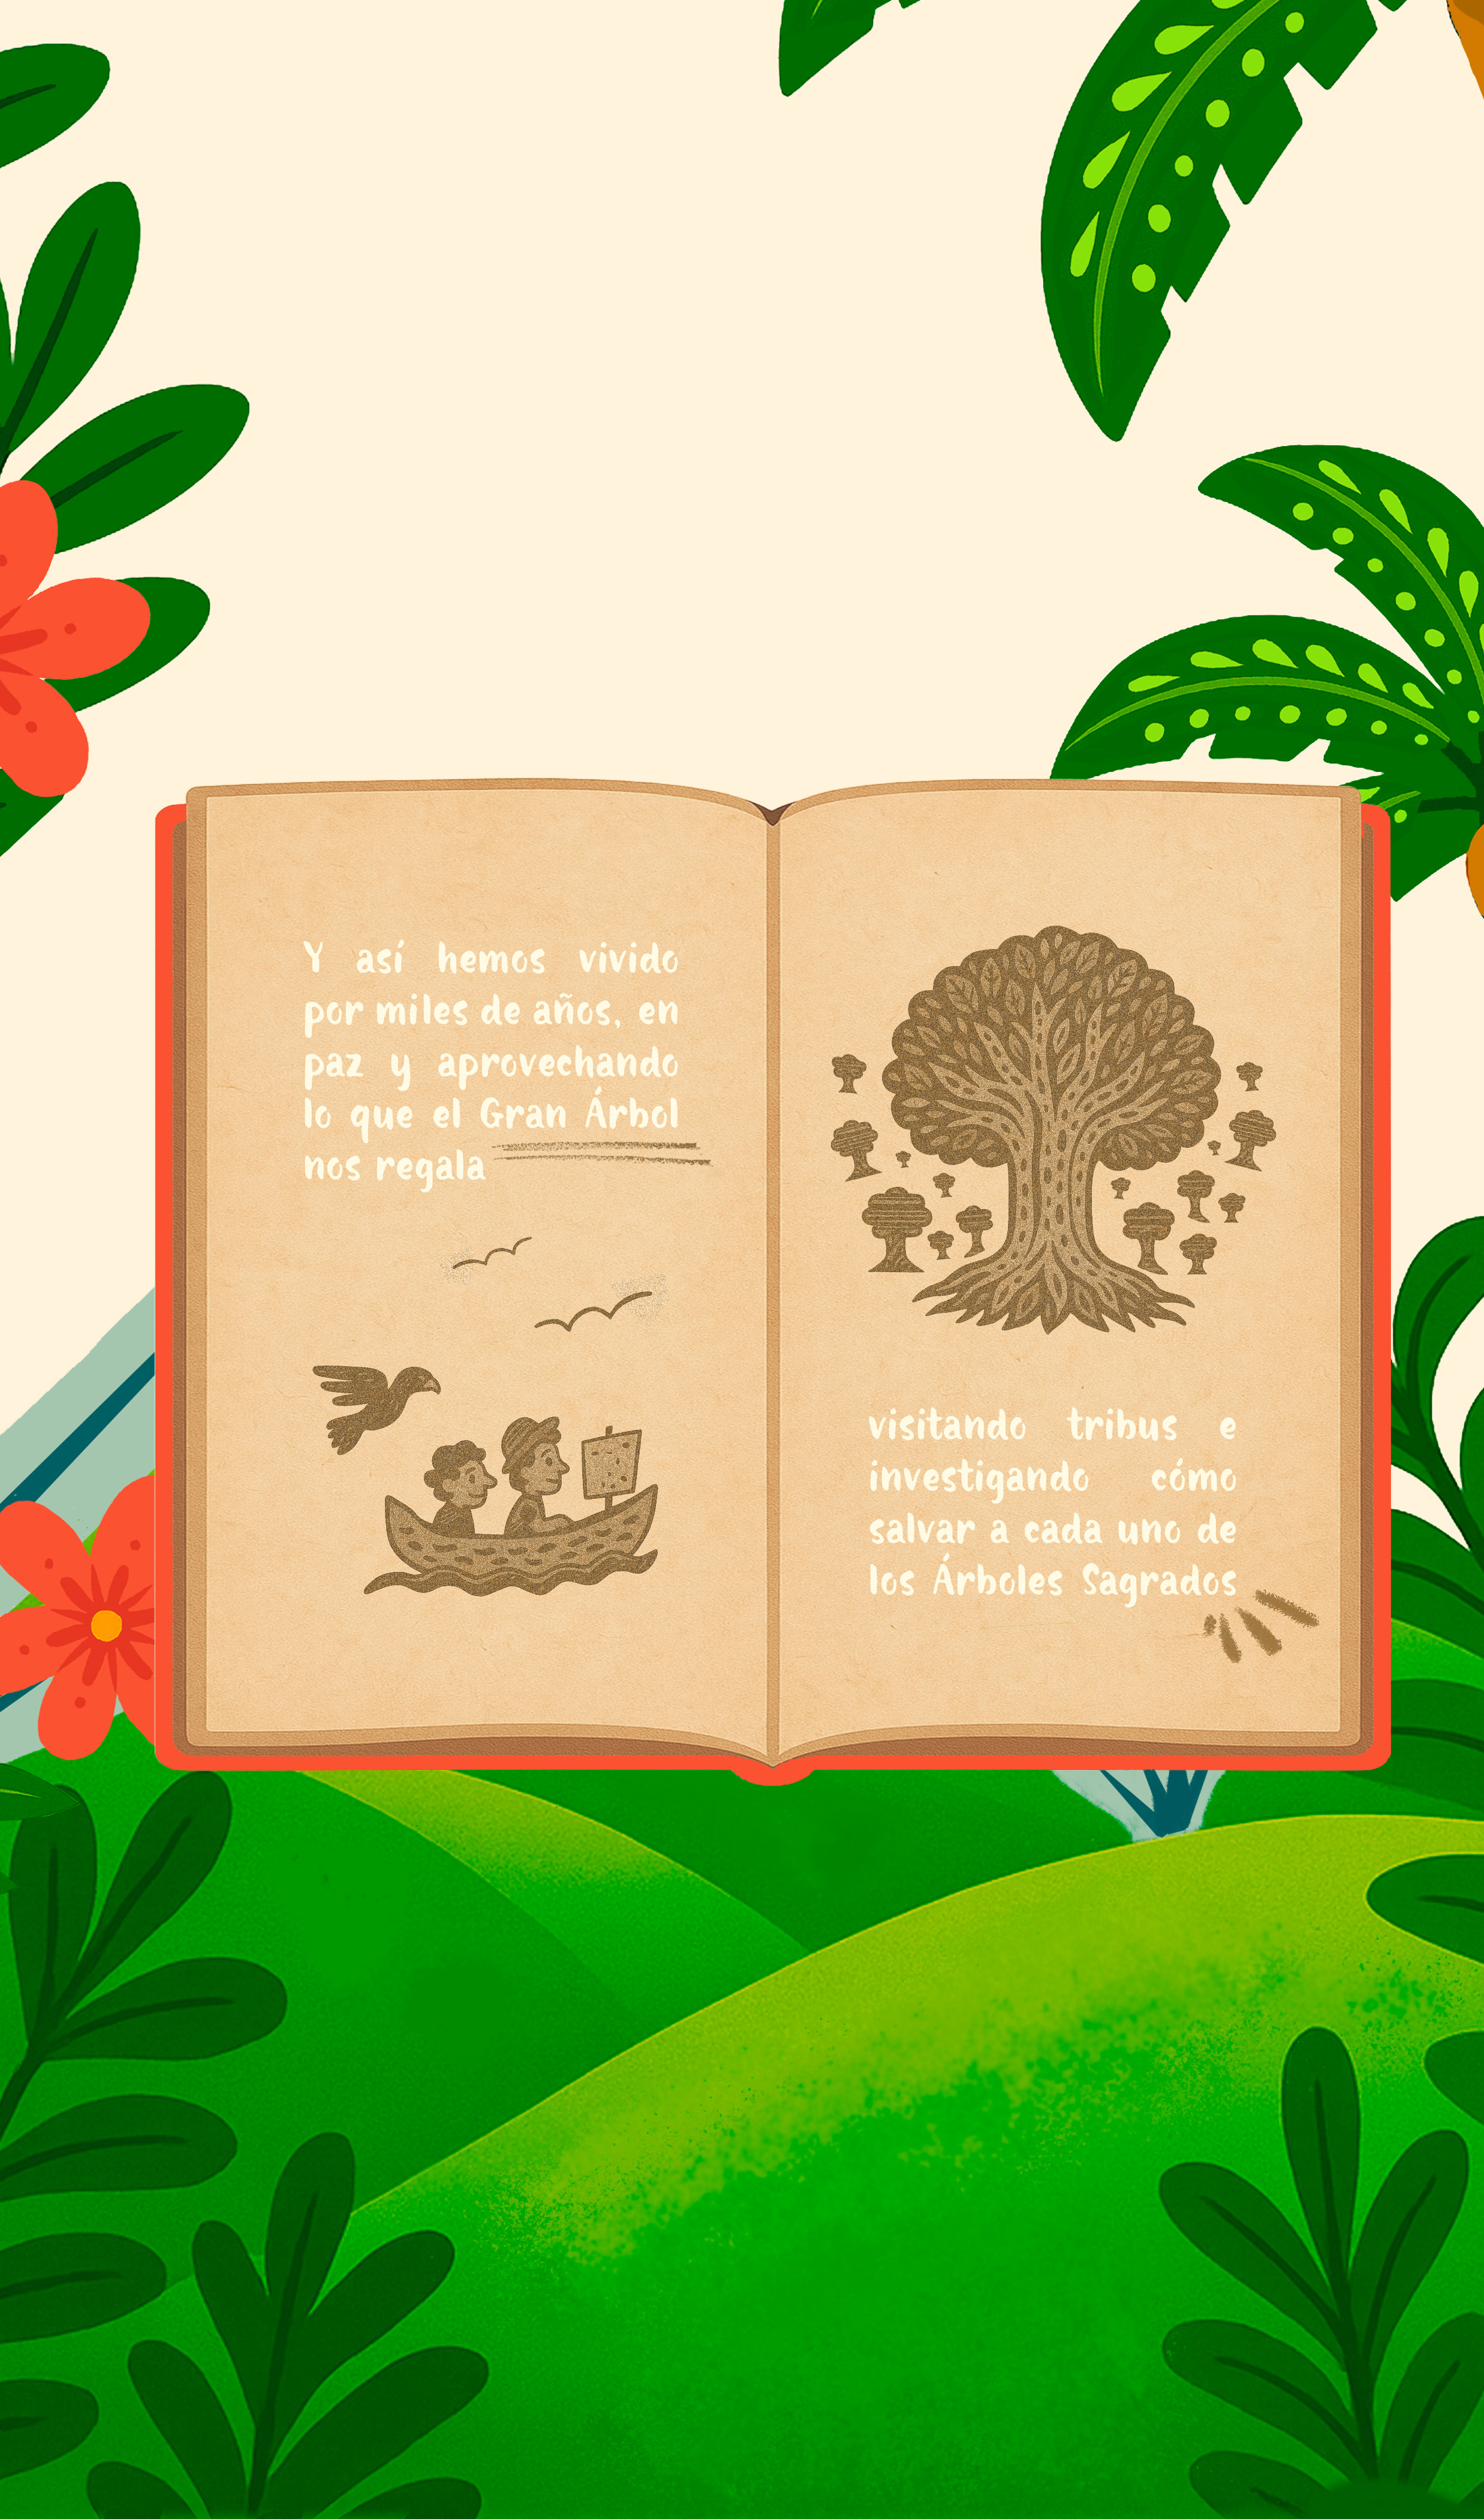 Y así hemos vivido
por miles de años, en
paz y aprovechando
lo que el Gran Árbol
nos regala
visitando tribus e
investigando cómo
salvar a cada uno de
los Árboles Sagrados